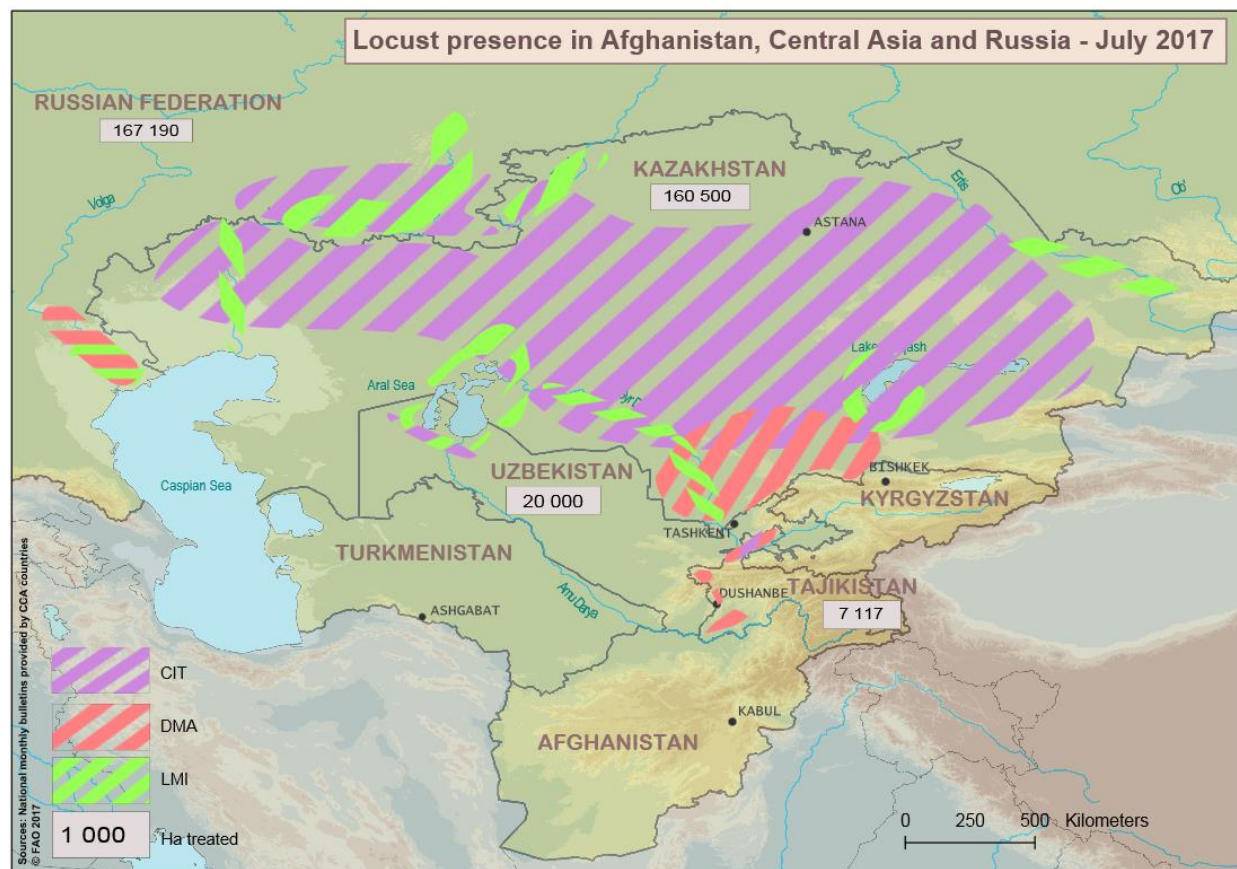 Locust presence in Afghanistan, Central Asia and Russia - July 2017
RUSSIAN FEDERATION
167 190
KAZAKHSTAN
160 500
Volga
Ertis
Ob'
ASTANA
Aral Sea
UZBEKISTAN
20 000
BISHKEK
KYRGYZSTAN
Caspian Sea
TASHKENT
TURKMENISTAN
TAJIKISTAN
7 117
DUSHANBE
ASHGABAT
KABUL
AFGHANISTAN
CIT
DMA
LMI
1 000 Ha treated
0 250 500 Kilometers
Sources: National monthly bulletins provided by CCA countries
© FAO 2017